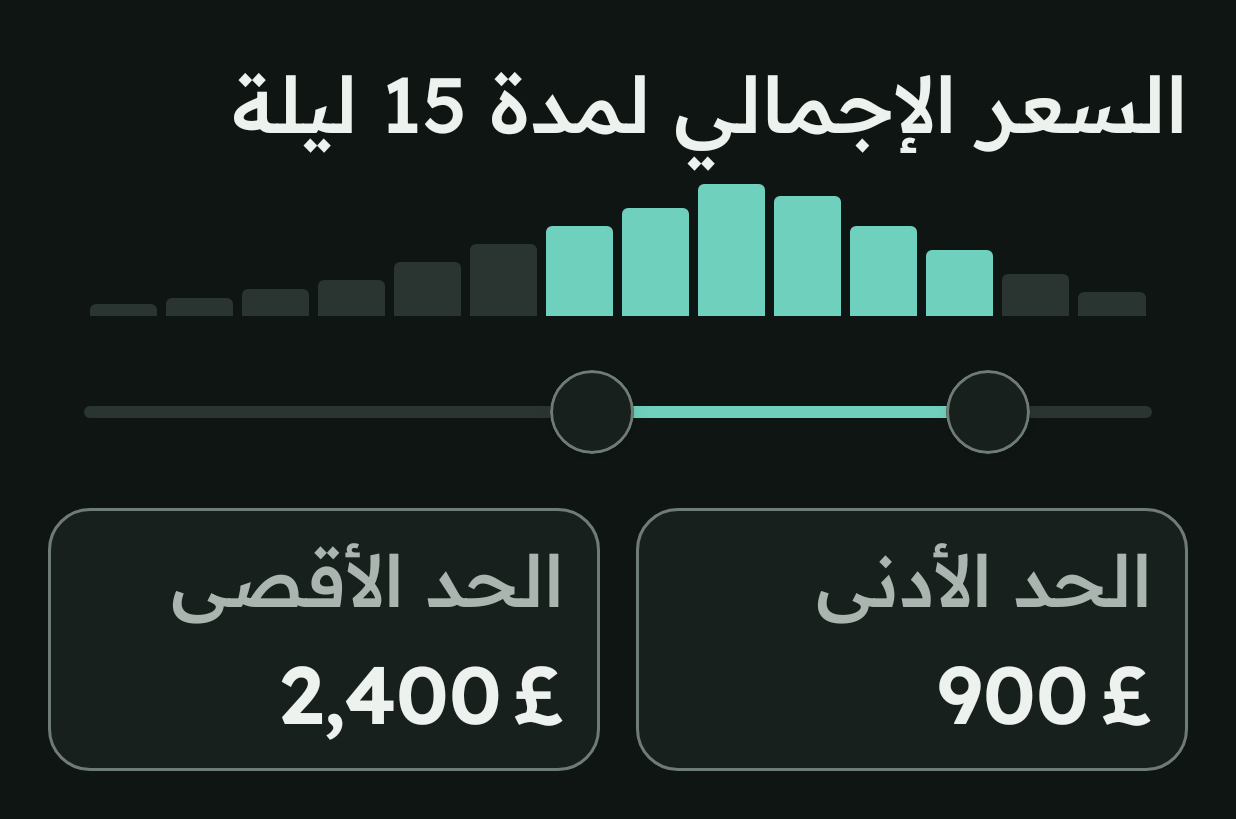 السعر الإجمالي لمدة 15 ليلة
الحد الأدنى
£ 900
الحد الأقصى
£ 2,400